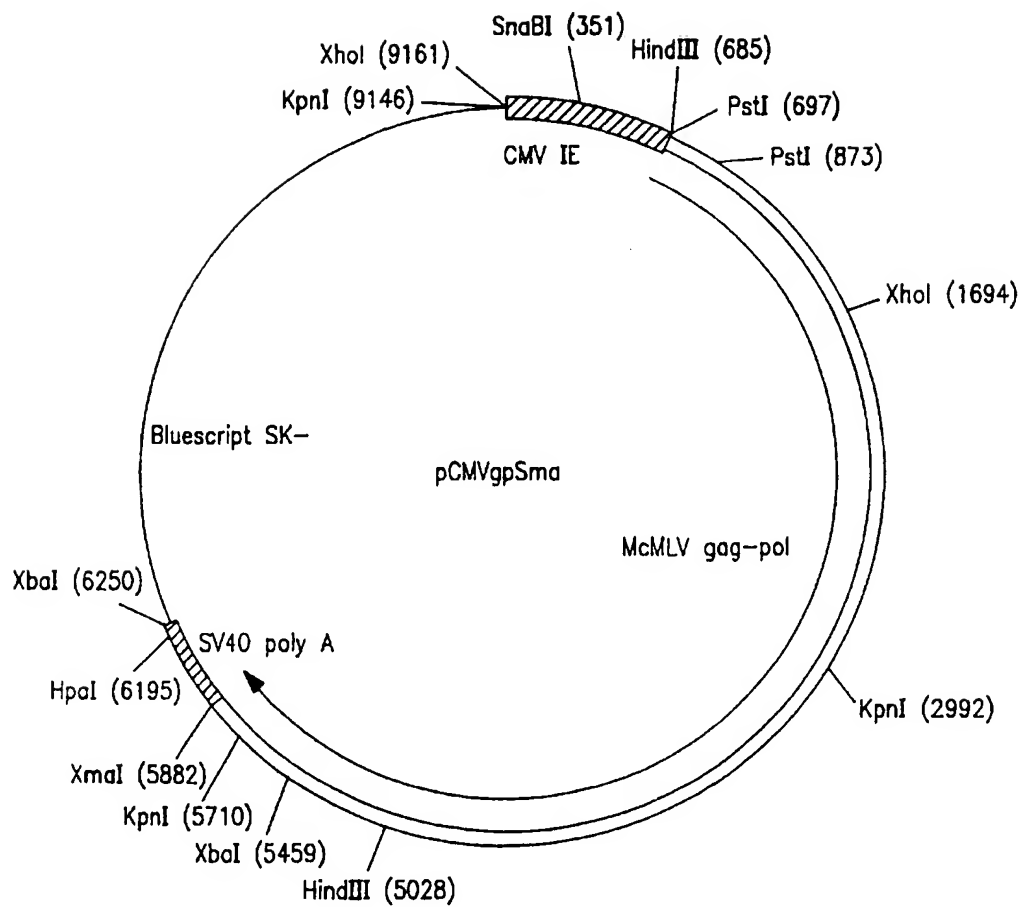 SnaBI (351)
XhoI (9161)
HindIII (685)
KpnI (9146)
PstI (697)
CMV IE
PstI (873)
XhoI (1694)
Bluescript SK-
pCMVgpSma
McMLV gag-pol
XbaI (6250)
SV40 poly A
HpaI (6195)
KpnI (2992)
XmaI (5882)
KpnI (5710)
XbaI (5459)
HindIII (5028)